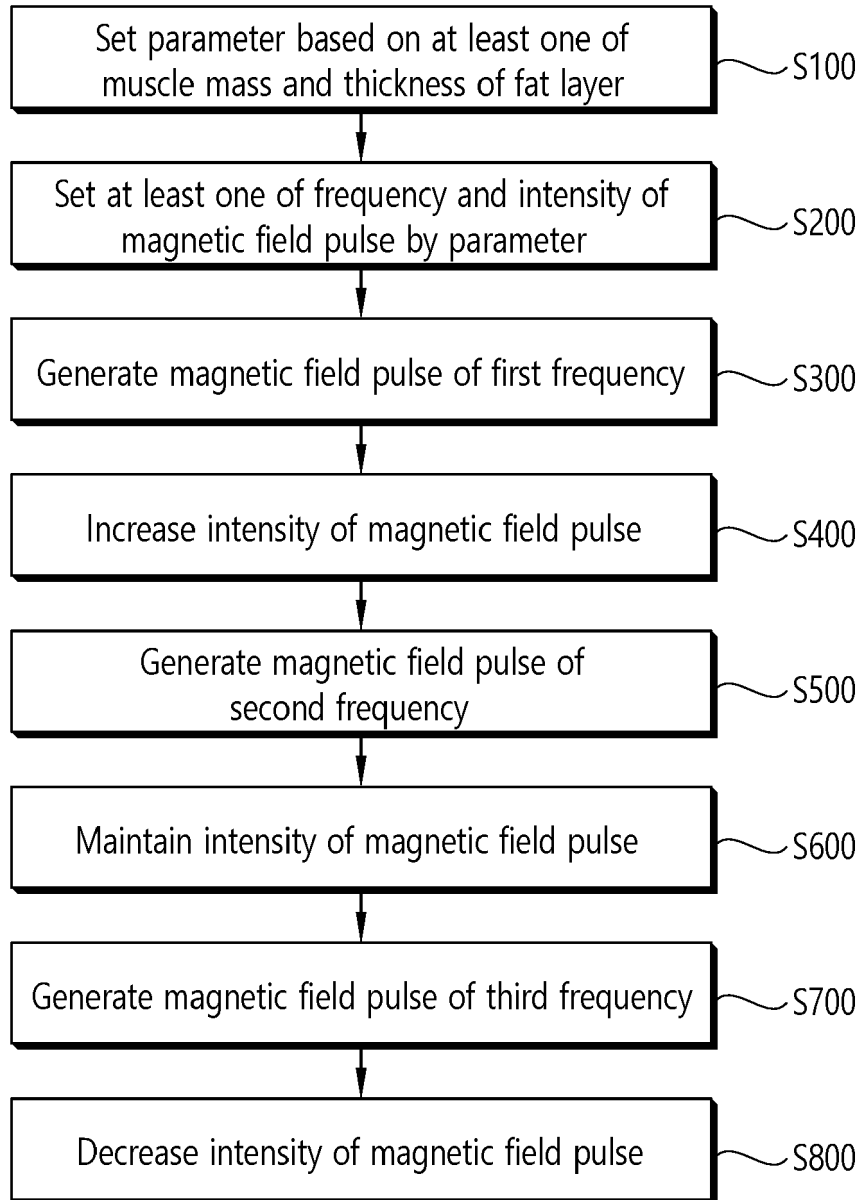 Set parameter based on at least one of
muscle mass and thickness of fat layer
S100
Set at least one of frequency and intensity of
magnetic field pulse by parameter
S200
Generate magnetic field pulse of first frequency
S300
Increase intensity of magnetic field pulse
S400
Generate magnetic field pulse of
second frequency
S500
Maintain intensity of magnetic field pulse
S600
Generate magnetic field pulse of third frequency
S700
Decrease intensity of magnetic field pulse
S800